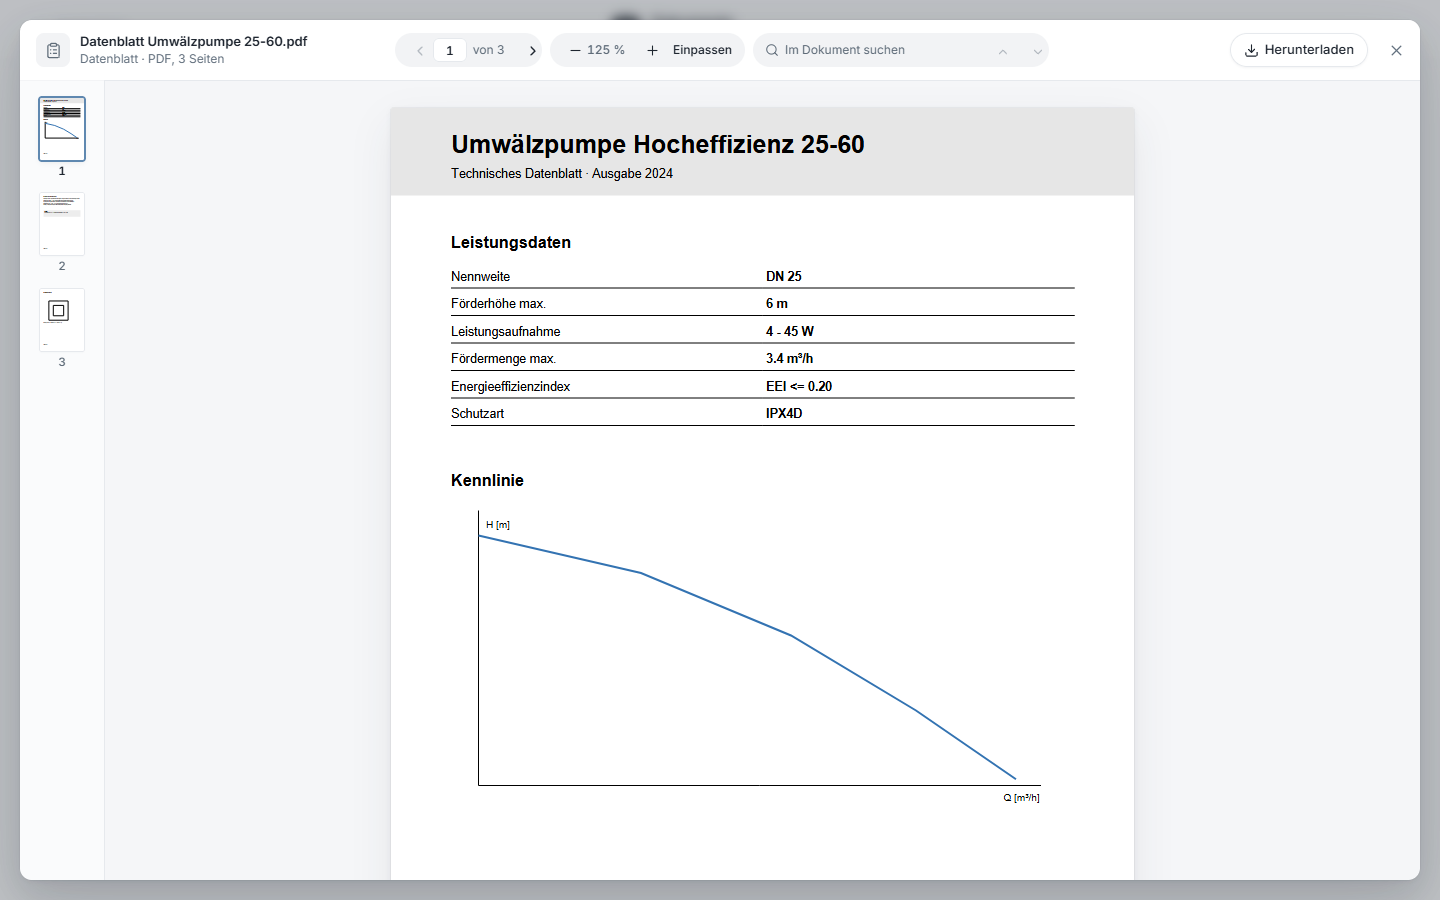 Datenblatt Umwälzpumpe 25-60.pdf
Datenblatt · PDF, 3 Seiten
1 von 3
125 %
Einpassen
Im Dokument suchen
Herunterladen
1
2
3
Umwälzpumpe Hocheffizienz 25-60
Technisches Datenblatt · Ausgabe 2024
Leistungsdaten
Nennweite DN 25
Förderhöhe max. 6 m
Leistungsaufnahme 4 - 45 W
Fördermenge max. 3.4 m³/h
Energieeffizienzindex EEI <= 0.20
Schutzart IPX4D
Kennlinie
H [m]
Q [m³/h]